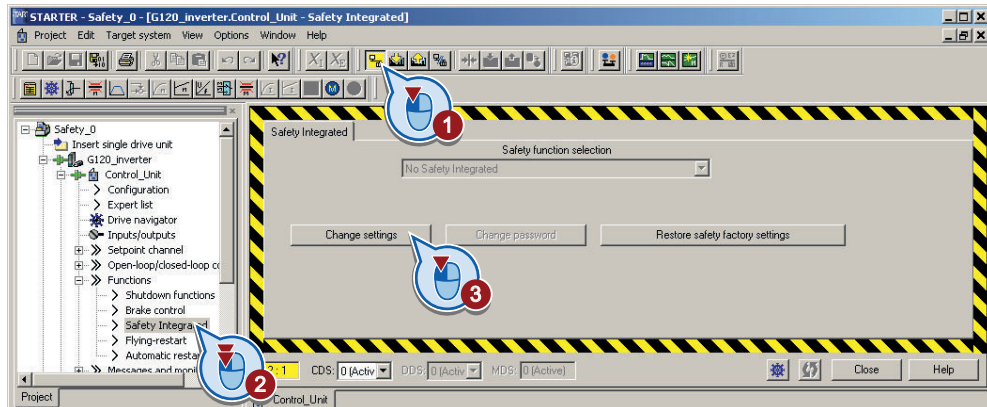 STARTER - Safety_0 - [G120_inverter.Control_Unit - Safety Integrated]
Project Edit Target system View Options Window Help
1
Safety_0
Insert single drive unit
G120_inverter
Control_Unit
Configuration
Expert list
Drive navigator
Inputs/outputs
Setpoint channel
Open-loop/closed-loop co
Functions
Shutdown functions
Brake control
Safety Integrated
Flying-restart
Automatic restar
Messages and moni
2
Project
Safety Integrated
Safety function selection
No Safety Integrated
Change settings
Change password
Restore safety factory settings
3
: 1
CDS: 0 (Activ DDS: 0 (Activ MDS: 0 (Active)
Close
Help
Control_Unit